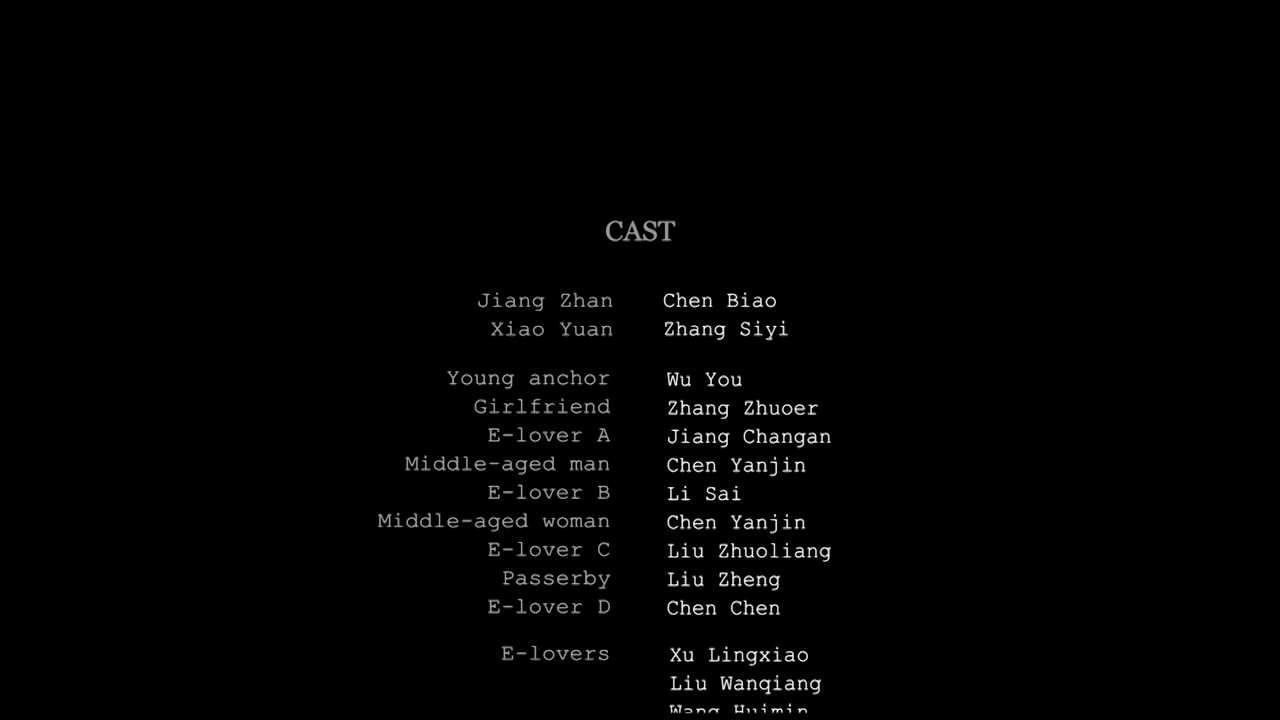 CAST
Jiang Zhan Chen Biao
Xiao Yuan Zhang Siyi
Young anchor Wu You
Girlfriend Zhang Zhuoer
E-lover A Jiang Changan
Middle-aged man Chen Yanjin
E-lover B Li Sai
Middle-aged woman Chen Yanjin
E-lover C Liu Zhuoliang
Passerby Liu Zheng
E-lover D Chen Chen
E-lovers Xu Lingxiao
Liu Wanqiang
Wang Huimin